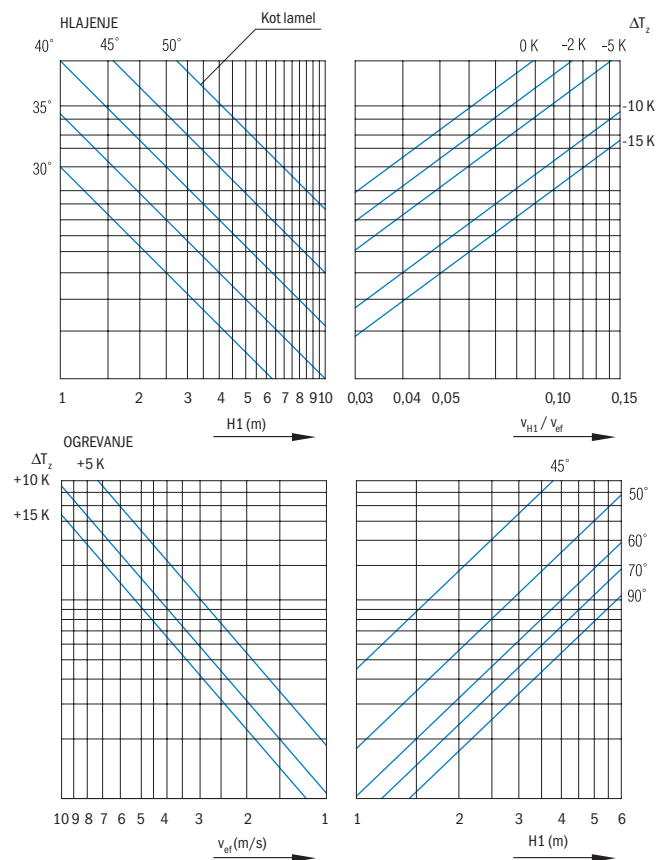 HLAJENJE
Kot lamel
40° 45° 50°
35°
30°
1 2 3 4 5 6 7 8 9 10
H1 (m)
ΔTz
0 K -2 K -5 K
-10 K
-15 K
0,03 0,04 0,05 0,10 0,15
vH1 / vef
OGREVANJE
ΔTz +5 K
+10 K
+15 K
10 9 8 7 6 5 4 3 2 1
vef (m/s)
45°
50°
60°
70°
90°
1 2 3 4 5 6
H1 (m)